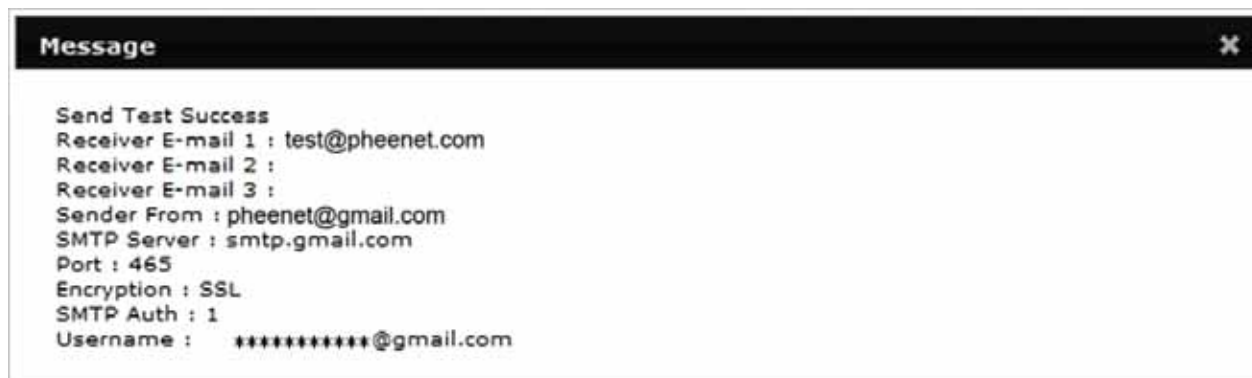 Message
Send Test Success
Receiver E-mail 1 : test@pheenet.com
Receiver E-mail 2 :
Receiver E-mail 3 :
Sender From : pheenet@gmail.com
SMTP Server : smtp.gmail.com
Port : 465
Encryption : SSL
SMTP Auth : 1
Username : ***********@gmail.com